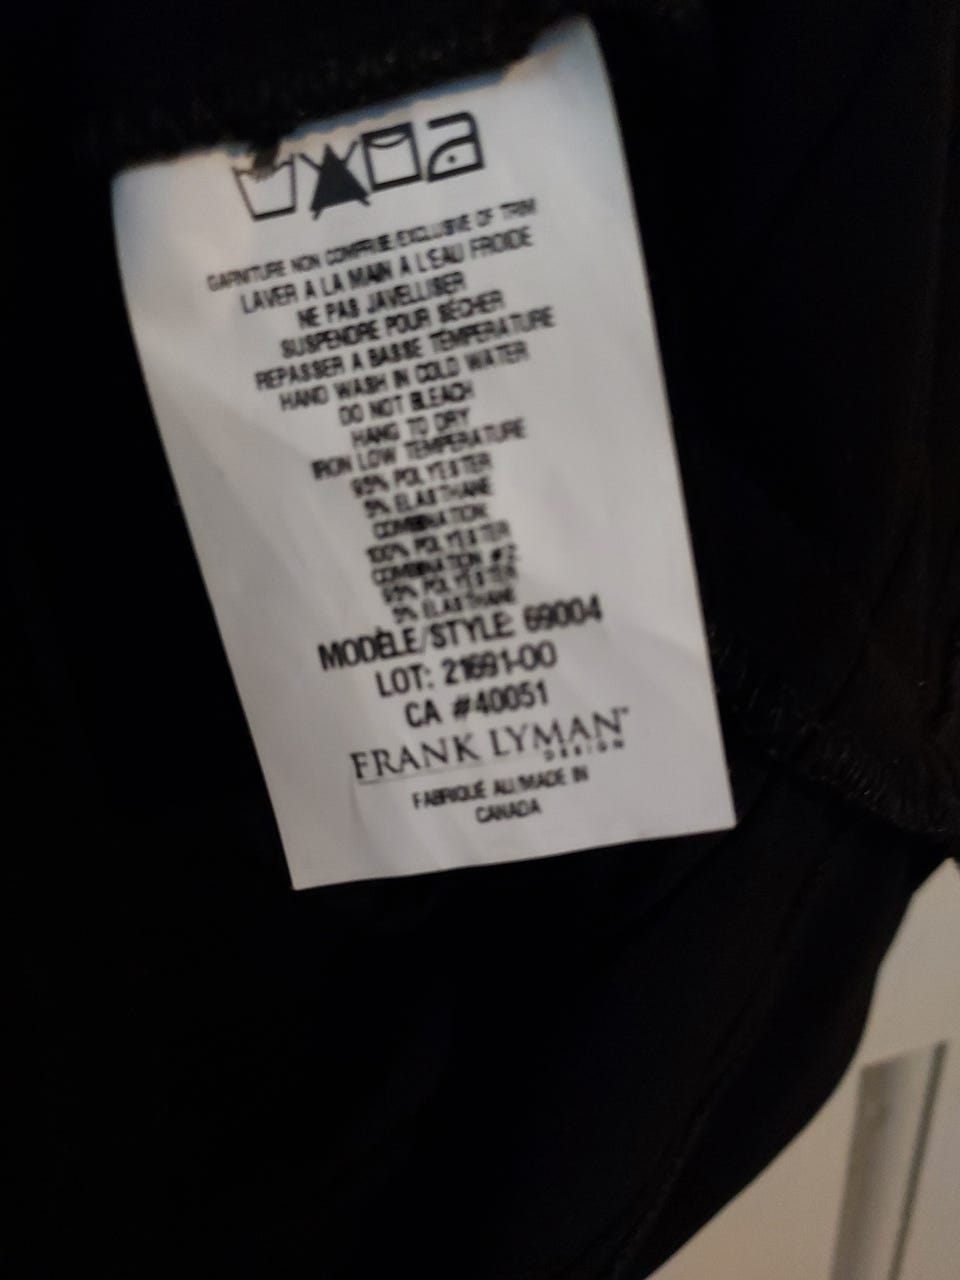 GARNITURE NON COMPRISE/EXCLUSIVE OF TRIM
LAVER A LA MAIN A L'EAU FROIDE
NE PAS JAVELLISER
SUSPENDRE POUR SÉCHER
REPASSER A BASSE TEMPÉRATURE
HAND WASH IN COLD WATER
DO NOT BLEACH
HANG TO DRY
IRON LOW TEMPERATURE
95% POLYESTER
5% ELASTHANE
COMBINATION:
100% POLYESTER
COMBINATION #2:
95% POLYESTER
5% ELASTHANE
MODÈLE/STYLE: 69004
LOT: 21691-00
CA #40051
FRANK LYMAN
DESIGN
FABRIQUÉ AU/MADE IN
CANADA